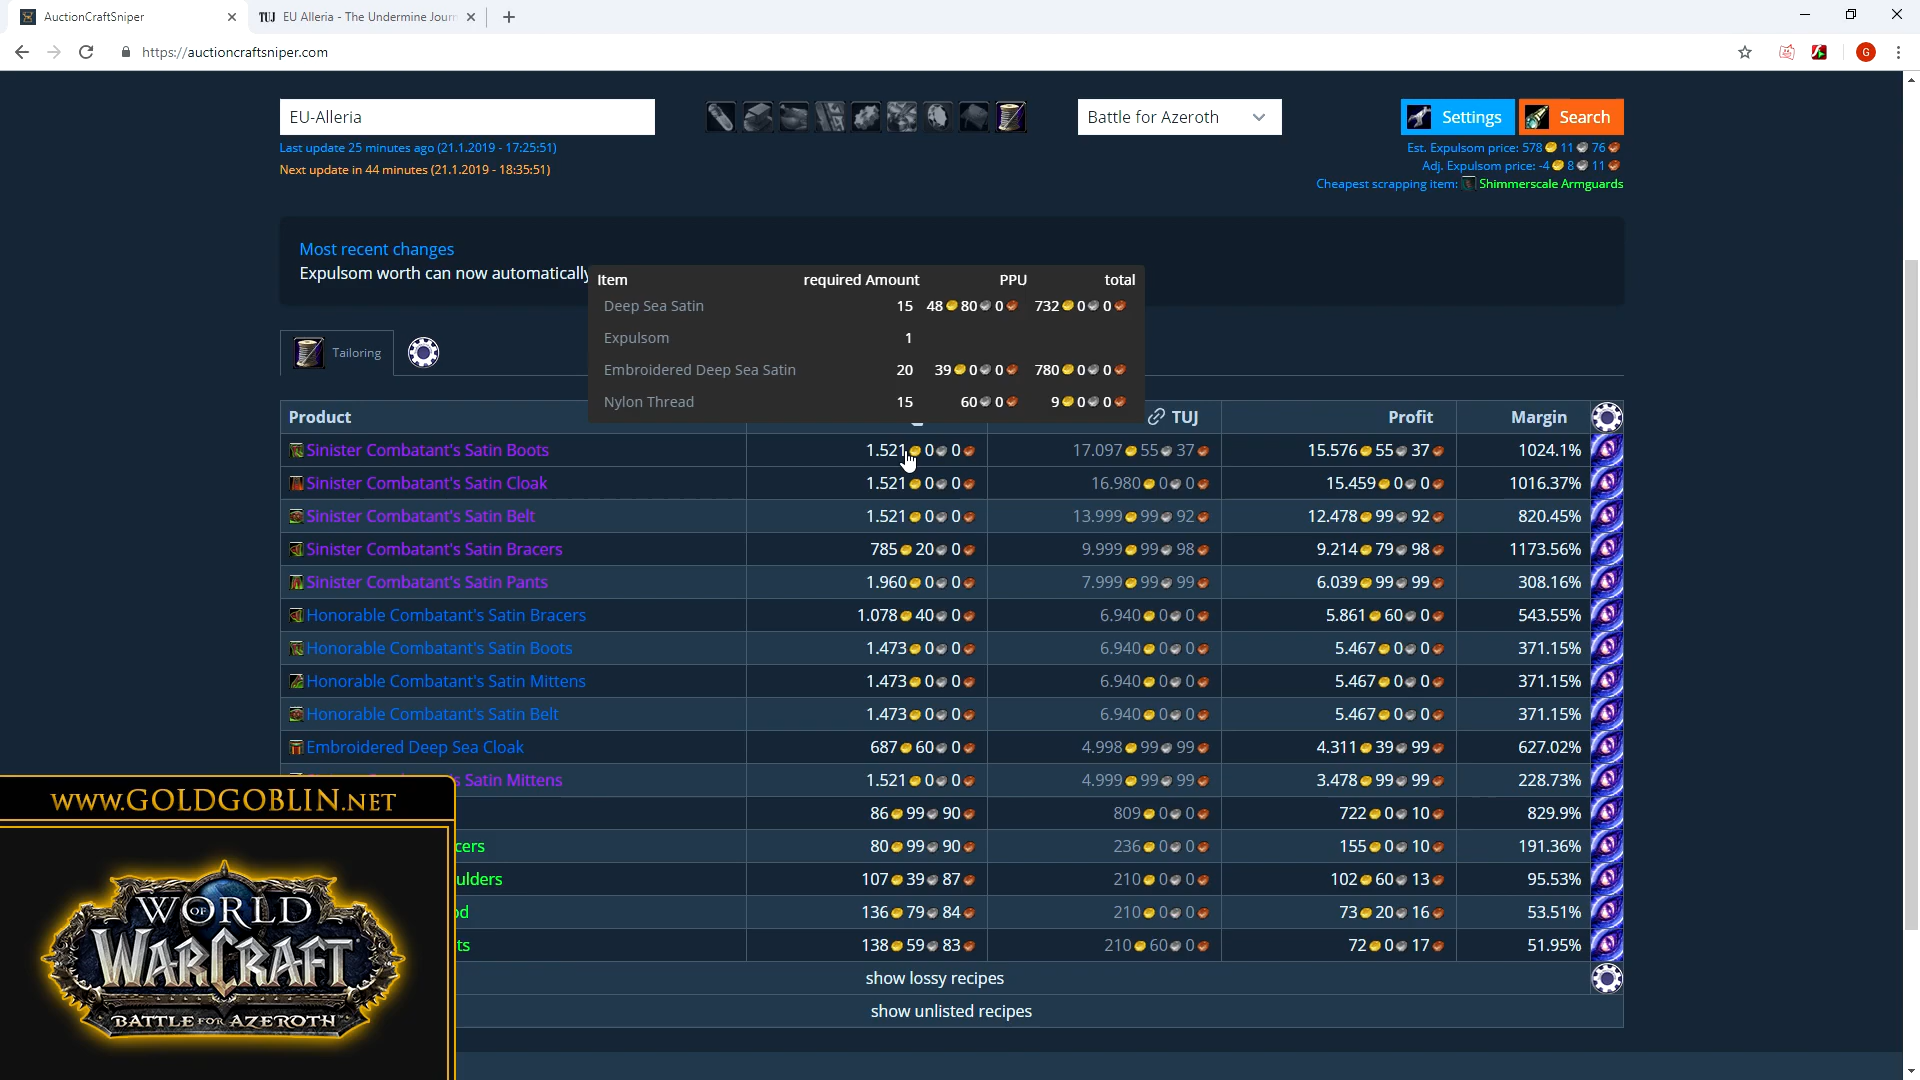 AuctionCraftSniper
TUJ EU Alleria - The Undermine Jour
https://auctioncraftsniper.com
G
EU-Alleria
Battle for Azeroth
Settings
Search
Last update 25 minutes ago (21.1.2019 - 17:25:51)
Next update in 44 minutes (21.1.2019 - 18:35:51)
Est. Expulsom price: 578 11 76
Adj. Expulsom price: -4 8 11
Cheapest scrapping item: Shimmerscale Armguards
Most recent changes
Expulsom worth can now automatically
Item required Amount PPU total
Deep Sea Satin 15 48 80 0 732 0 0
Expulsom 1
Embroidered Deep Sea Satin 20 39 0 0 780 0 0
Nylon Thread 15 60 0 9 0 0
Tailoring
Product TUJ Profit Margin
Sinister Combatant's Satin Boots 1.521 0 0 17.097 55 37 15.576 55 37 1024.1%
Sinister Combatant's Satin Cloak 1.521 0 0 16.980 0 0 15.459 0 0 1016.37%
Sinister Combatant's Satin Belt 1.521 0 0 13.999 99 92 12.478 99 92 820.45%
Sinister Combatant's Satin Bracers 785 20 0 9.999 99 98 9.214 79 98 1173.56%
Sinister Combatant's Satin Pants 1.960 0 0 7.999 99 99 6.039 99 99 308.16%
Honorable Combatant's Satin Bracers 1.078 40 0 6.940 0 0 5.861 60 0 543.55%
Honorable Combatant's Satin Boots 1.473 0 0 6.940 0 0 5.467 0 0 371.15%
Honorable Combatant's Satin Mittens 1.473 0 0 6.940 0 0 5.467 0 0 371.15%
Honorable Combatant's Satin Belt 1.473 0 0 6.940 0 0 5.467 0 0 371.15%
Embroidered Deep Sea Cloak 687 60 0 4.998 99 99 4.311 39 99 627.02%
's Satin Mittens 1.521 0 0 4.999 99 99 3.478 99 99 228.73%
86 99 90 809 0 0 722 0 10 829.9%
cers 80 99 90 236 0 0 155 0 10 191.36%
ulders 107 39 87 210 0 0 102 60 13 95.53%
od 136 79 84 210 0 0 73 20 16 53.51%
ts 138 59 83 210 60 0 72 0 17 51.95%
show lossy recipes
show unlisted recipes
WWW.GOLDGOBLIN.NET
WORLD
OF
WARCRAFT
BATTLE FOR AZEROTH